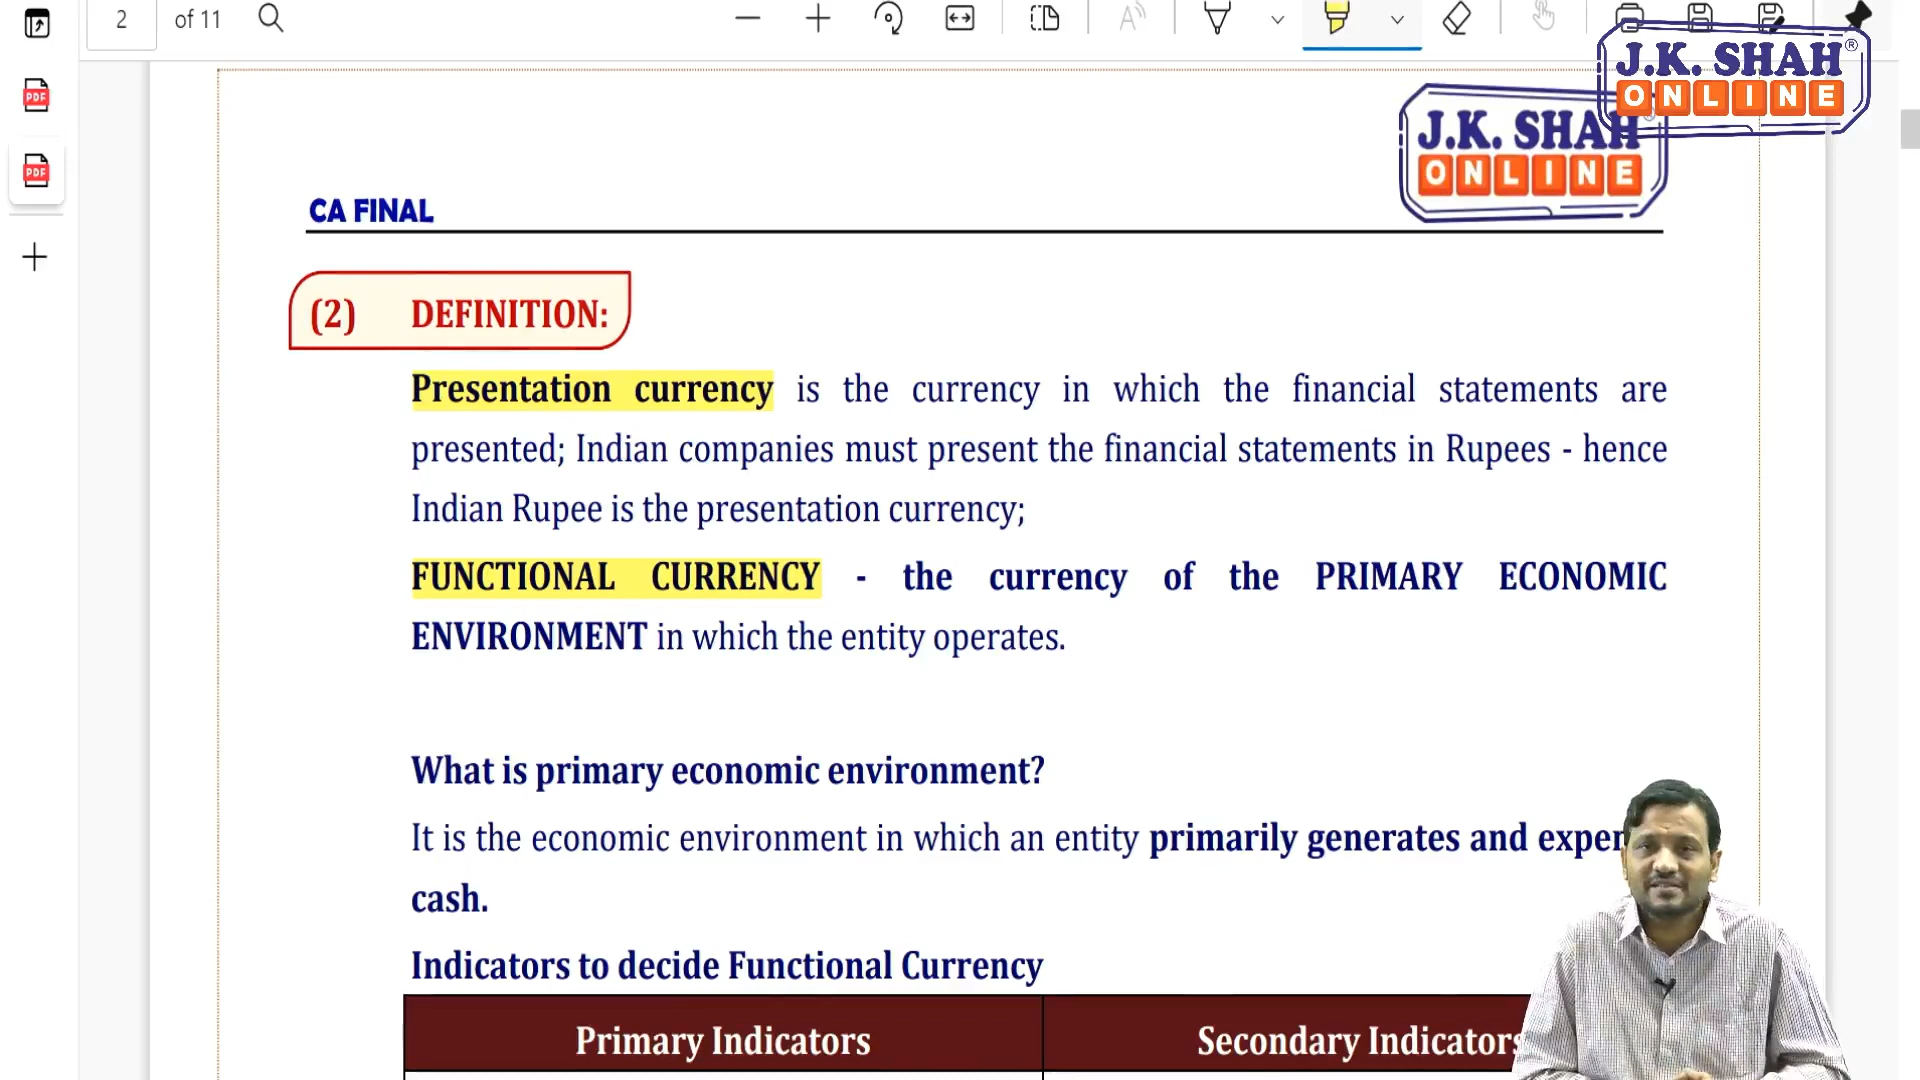 2 of 11
J.K. SHAH®
ONLINE
J.K. SHAH
ONLINE
CA FINAL
(2) DEFINITION:
Presentation currency is the currency in which the financial statements are
presented; Indian companies must present the financial statements in Rupees - hence
Indian Rupee is the presentation currency;
FUNCTIONAL CURRENCY - the currency of the PRIMARY ECONOMIC
ENVIRONMENT in which the entity operates.
What is primary economic environment?
It is the economic environment in which an entity primarily generates and
cash.
Indicators to decide Functional Currency
Primary Indicators
Secondary Indicators
PDF
PDF